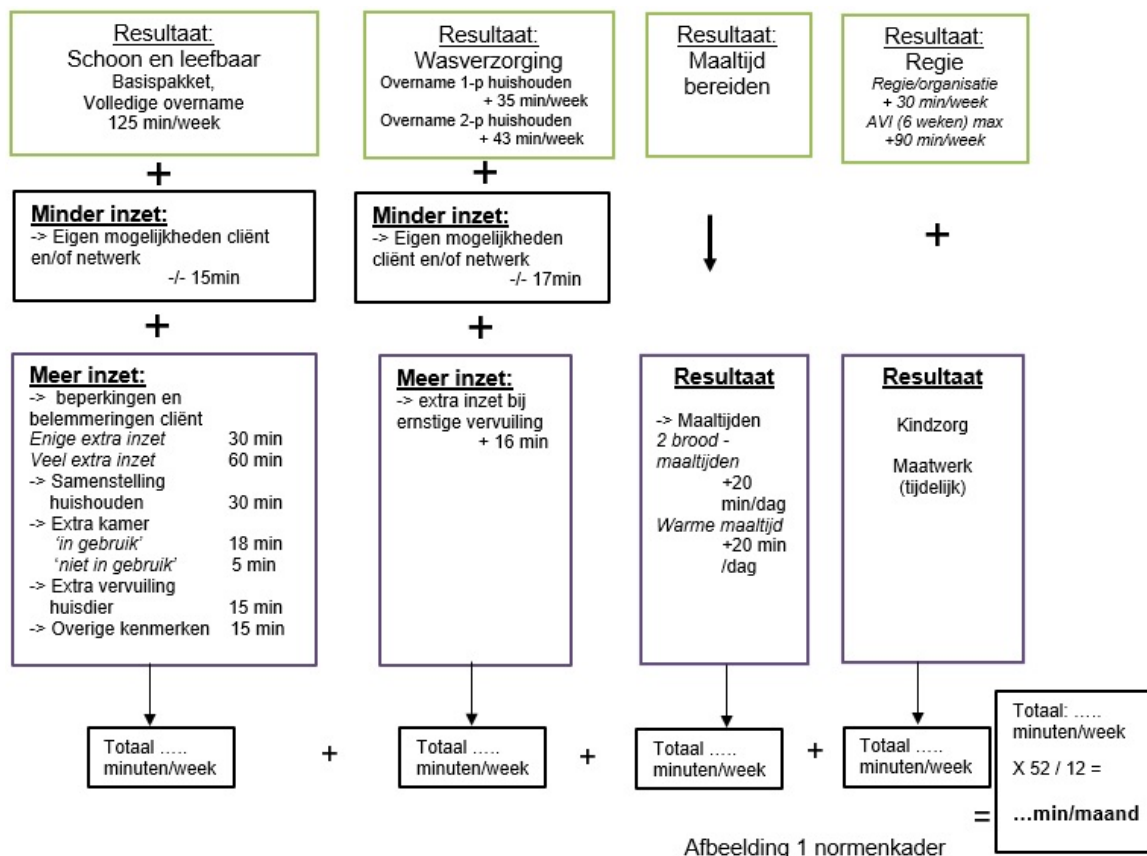 Resultaat:
Schoon en leefbaar
Basispakket,
Volledige overname
125 min/week
+
Minder inzet:
-> Eigen mogelijkheden cliënt
en/of netwerk
-/- 15min
+
Meer inzet:
-> beperkingen en
belemmeringen cliënt
Enige extra inzet 30 min
Veel extra inzet 60 min
-> Samenstelling
huishouden 30 min
-> Extra kamer
'in gebruik' 18 min
'niet in gebruik' 5 min
-> Extra vervuiling
huisdier 15 min
-> Overige kenmerken 15 min
Totaal .....
minuten/week
+
Resultaat:
Wasverzorging
Overname 1-p huishouden
+ 35 min/week
Overname 2-p huishouden
+ 43 min/week
+
Minder inzet:
-> Eigen mogelijkheden
cliënt en/of netwerk
-/- 17min
+
Meer inzet:
-> extra inzet bij
ernstige vervuiling
+ 16 min
Totaal .....
minuten/week
+
Resultaat:
Maaltijd
bereiden
Resultaat
-> Maaltijden
2 brood -
maaltijden
+20
min/dag
Warme maaltijd
+20 min
/dag
Totaal .....
minuten/week
+
Resultaat:
Regie
Regie/organisatie
+ 30 min/week
AVI (6 weken) max
+90 min/week
+
Resultaat
Kindzorg
Maatwerk
(tijdelijk)
Totaal .....
minuten/week
=
Totaal: .....
minuten/week
X 52 / 12 =
...min/maand
Afbeelding 1 normenkader